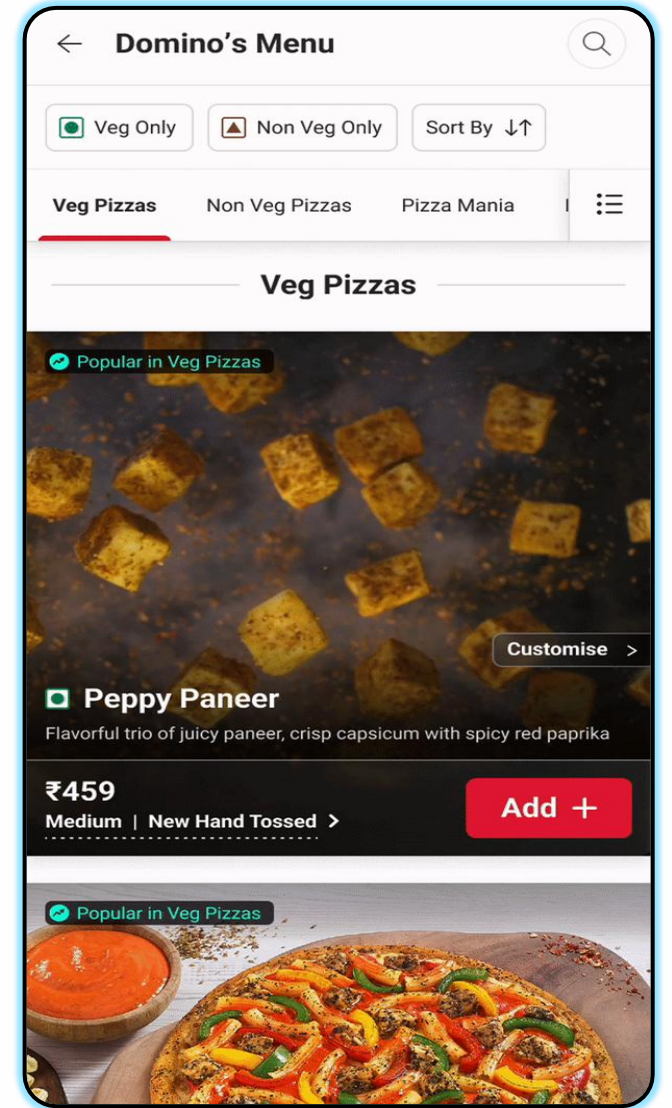 Domino's Menu
Veg Only
Non Veg Only
Sort By ↓↑
Veg Pizzas
Non Veg Pizzas
Pizza Mania
Veg Pizzas
Popular in Veg Pizzas
Customise >
Peppy Paneer
Flavorful trio of juicy paneer, crisp capsicum with spicy red paprika
₹459
Medium | New Hand Tossed >
Add +
Popular in Veg Pizzas